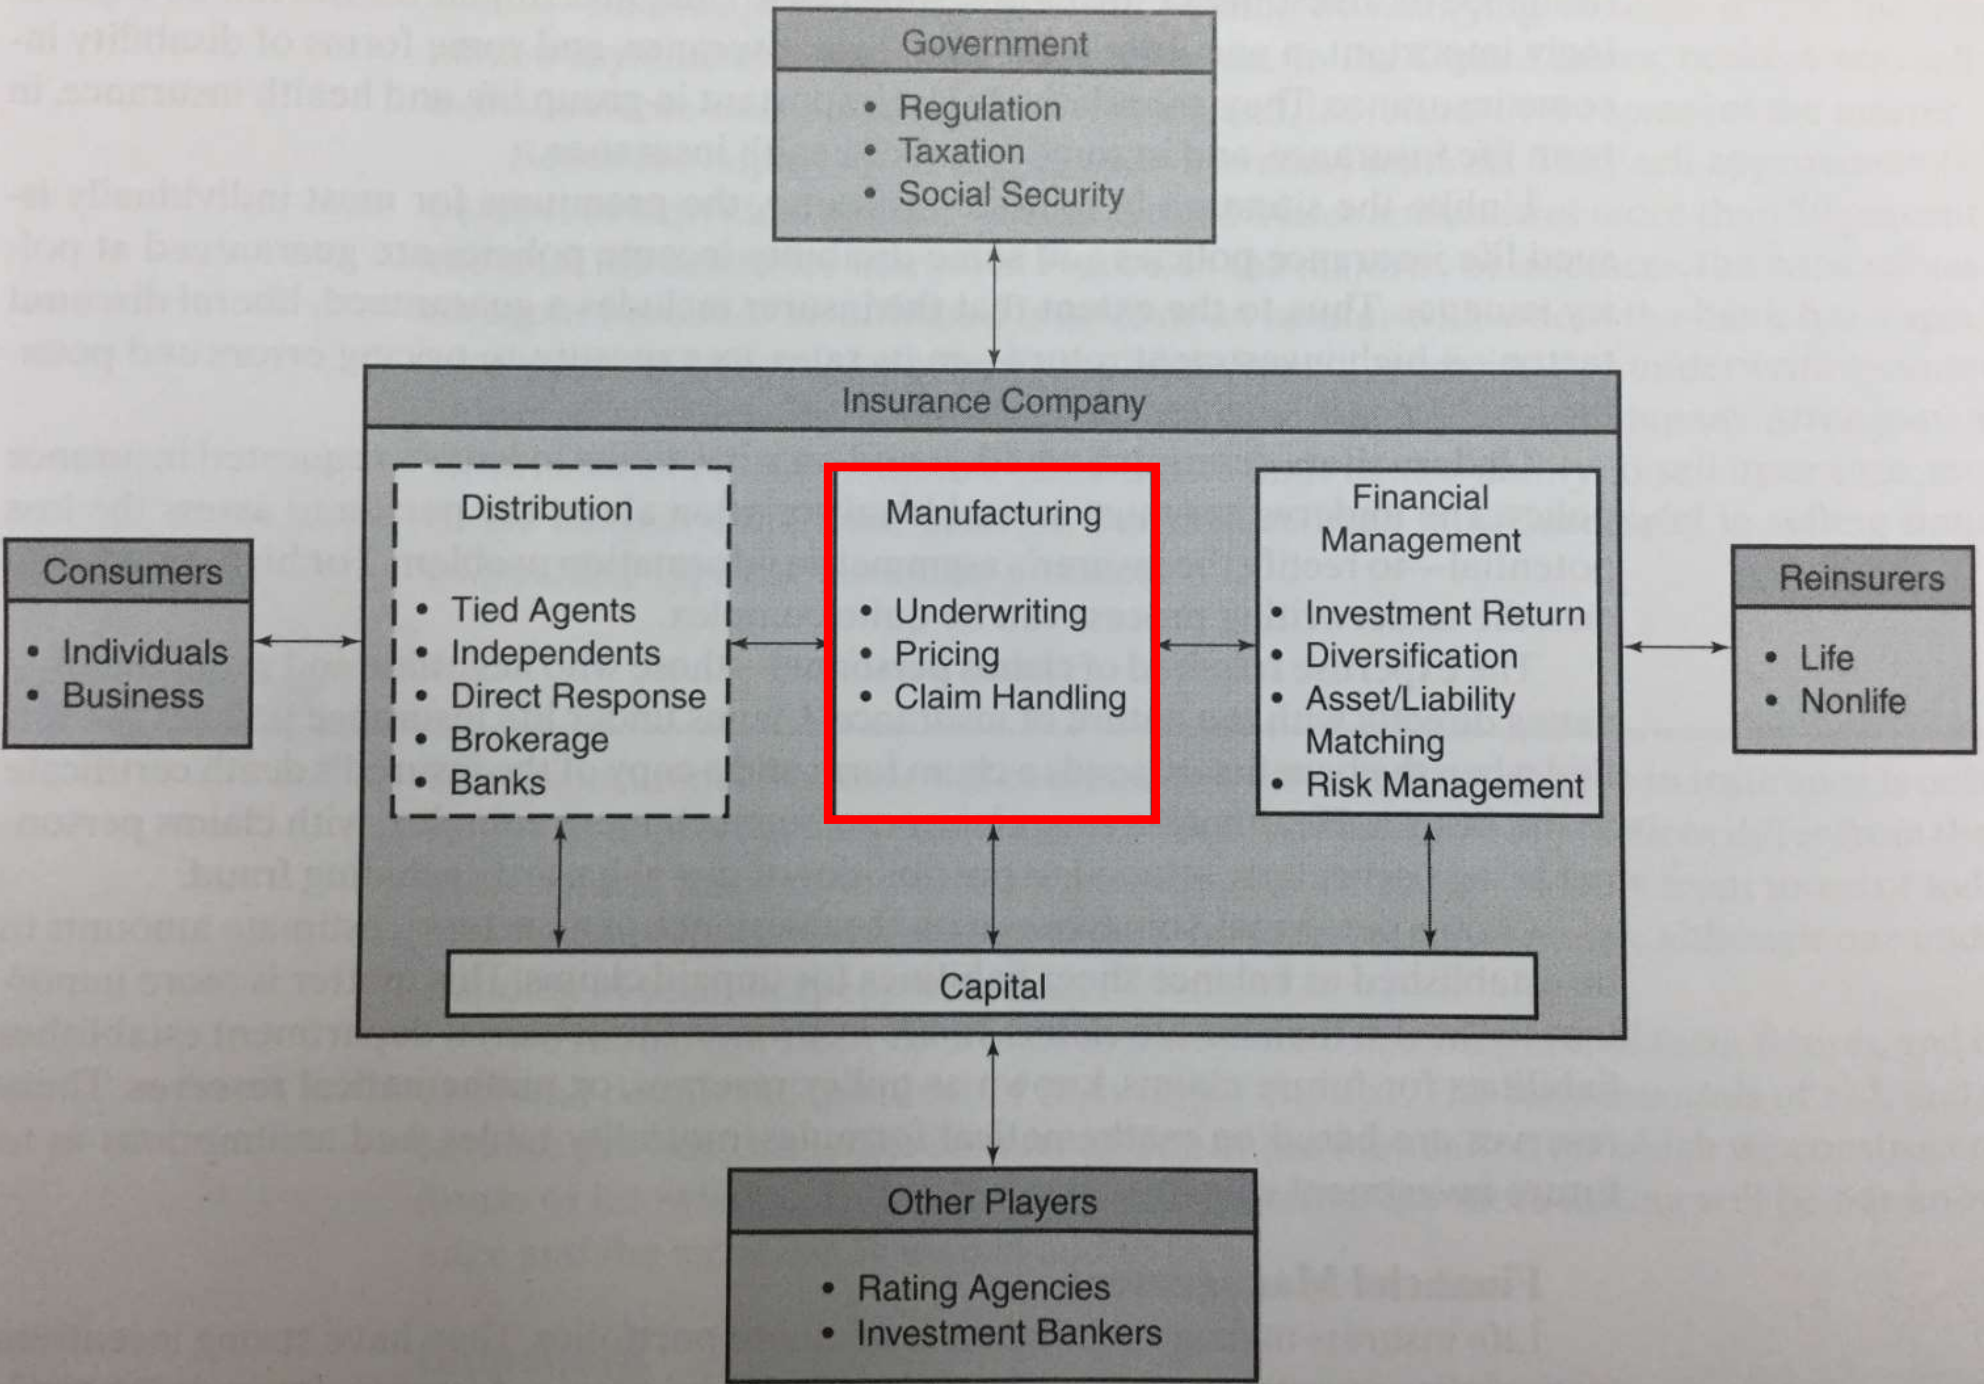 Government
• Regulation
• Taxation
• Social Security
Insurance Company
Distribution
• Tied Agents
• Independents
• Direct Response
• Brokerage
• Banks
Manufacturing
• Underwriting
• Pricing
• Claim Handling
Financial
Management
• Investment Return
• Diversification
• Asset/Liability
Matching
• Risk Management
Consumers
• Individuals
• Business
Reinsurers
• Life
• Nonlife
Capital
Other Players
• Rating Agencies
• Investment Bankers